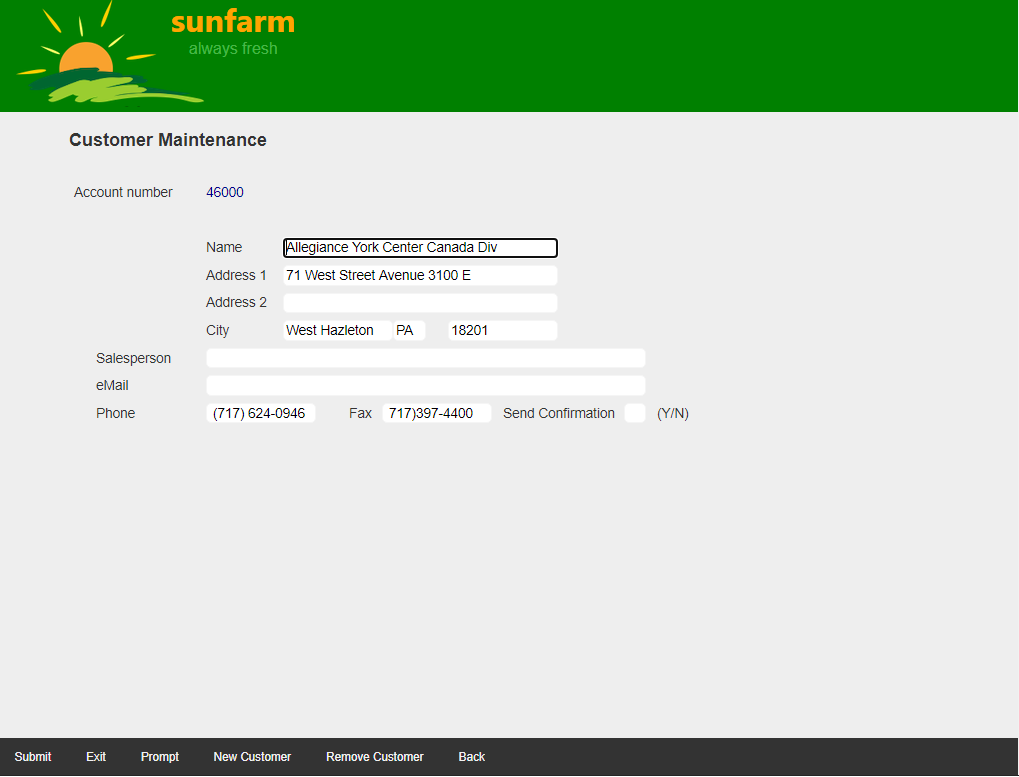 sunfarm
always fresh
Customer Maintenance
Account number 46000
Name Allegiance York Center Canada Div
Address 1 71 West Street Avenue 3100 E
Address 2
City West Hazleton PA 18201
Salesperson
eMail
Phone (717) 624-0946 Fax 717)397-4400 Send Confirmation (Y/N)
Submit Exit Prompt New Customer Remove Customer Back